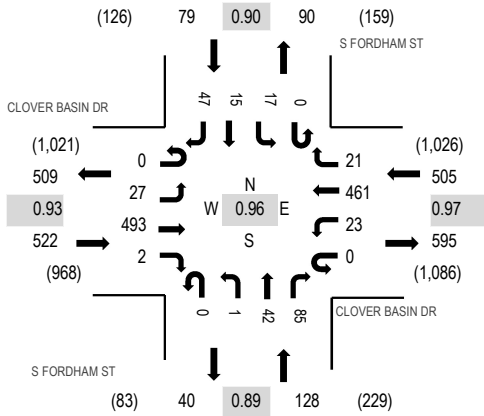 (126) 79 0.90 90 (159)
S FORDHAM ST
CLOVER BASIN DR
47 15 17 0
(1,021) (1,026)
0 21
509 505
27 N 461
0.93 W 0.96 E 0.97
493 S 23
522 595
2 0
(968) (1,086)
0 1 42 85
CLOVER BASIN DR
S FORDHAM ST
(83) 40 0.89 128 (229)